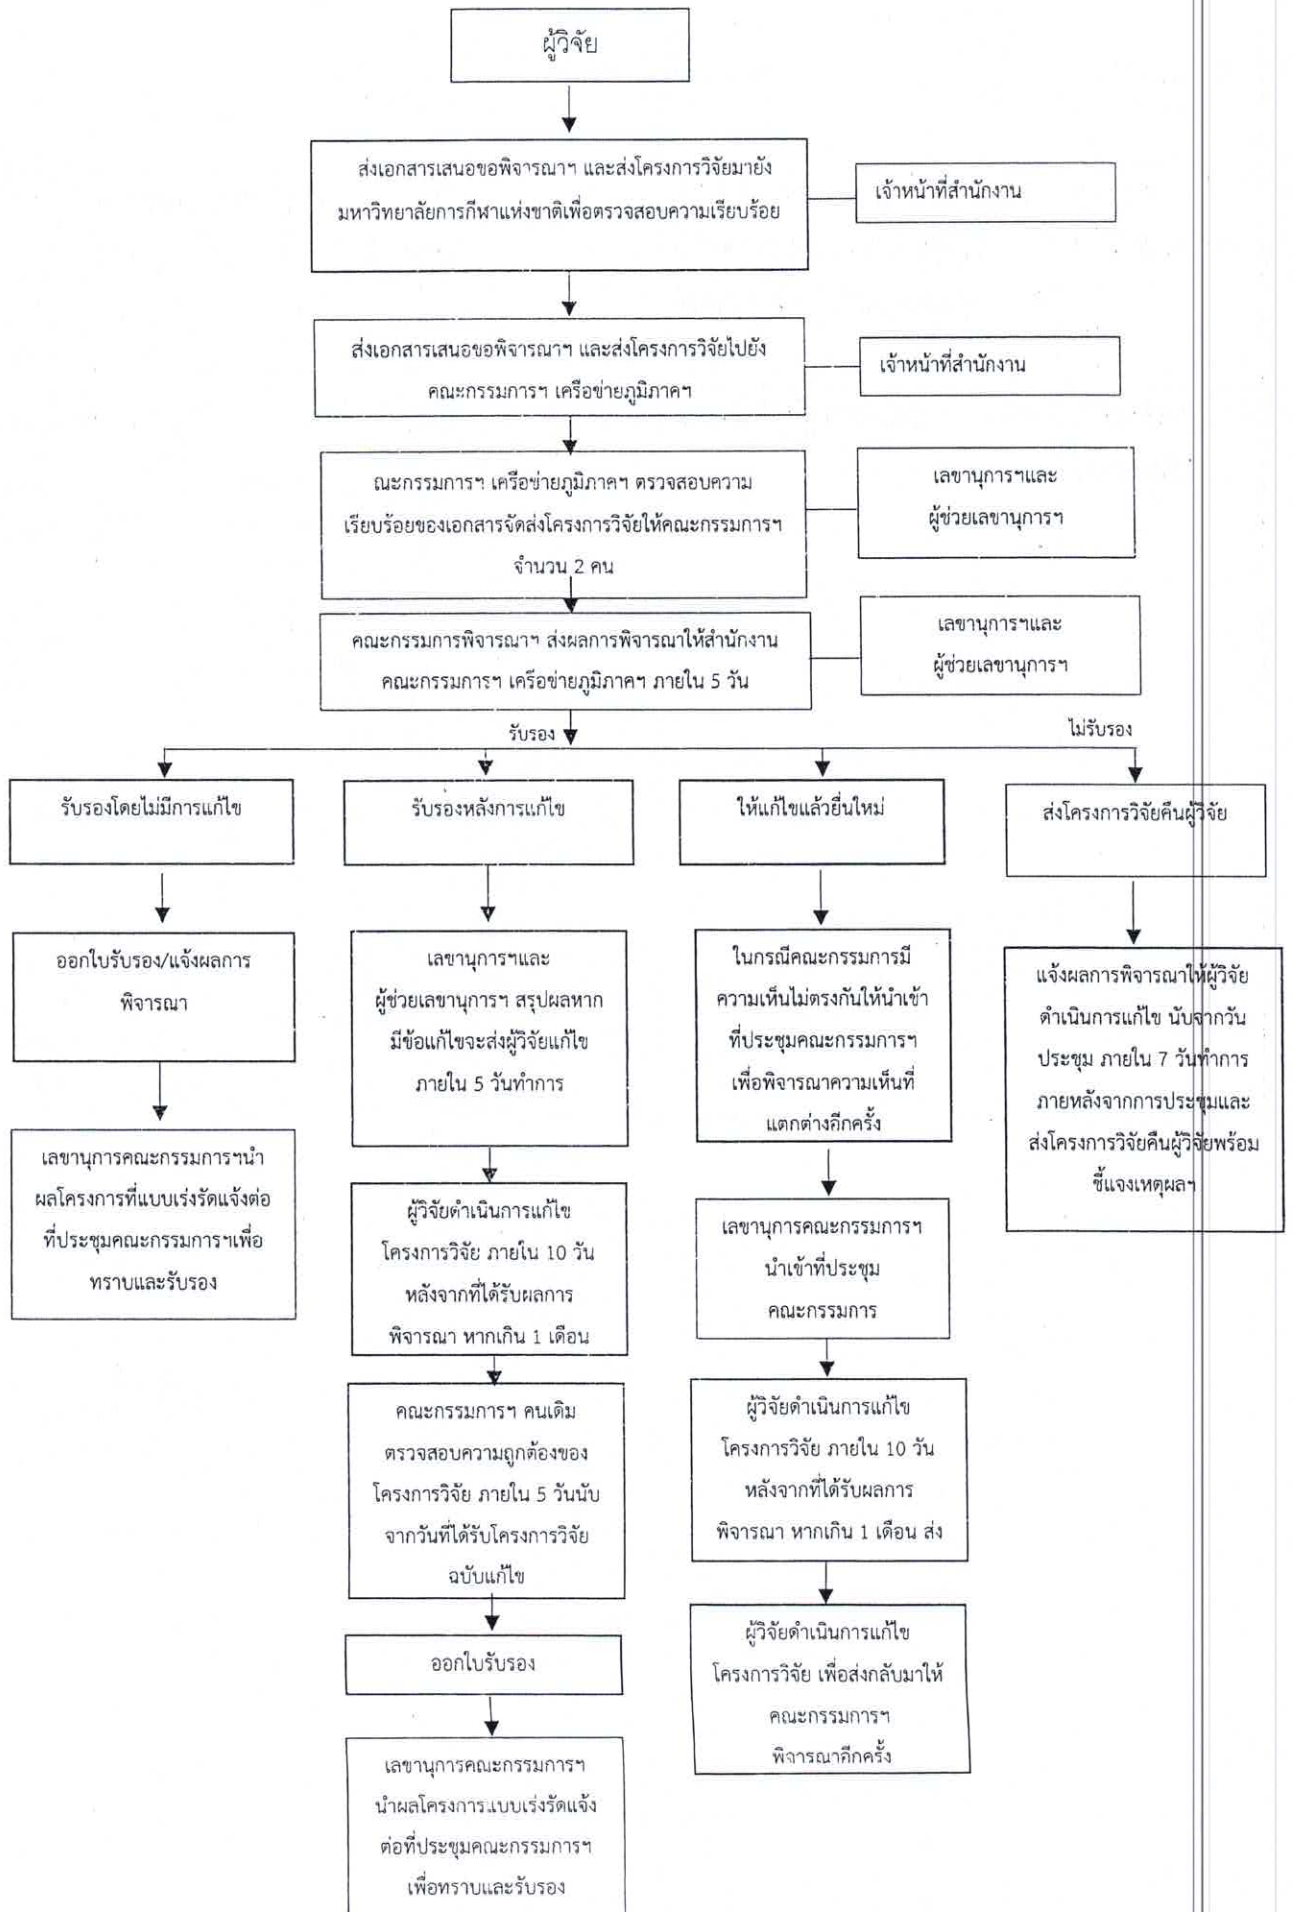 ผู้วิจัย
ส่งเอกสารเสนอขอพิจารณาฯ และส่งโครงการวิจัยมายัง
มหาวิทยาลัยการกีฬาแห่งชาติเพื่อตรวจสอบความเรียบร้อย
เจ้าหน้าที่สำนักงาน
ส่งเอกสารเสนอขอพิจารณาฯ และส่งโครงการวิจัยไปยัง
คณะกรรมการฯ เครือข่ายภูมิภาคฯ
เจ้าหน้าที่สำนักงาน
ณะกรรมการฯ เครือข่ายภูมิภาคฯ ตรวจสอบความ
เรียบร้อยของเอกสารจัดส่งโครงการวิจัยให้คณะกรรมการฯ
จำนวน 2 คน
เลขานุการฯและ
ผู้ช่วยเลขานุการฯ
คณะกรรมการพิจารณาฯ ส่งผลการพิจารณาให้สำนักงาน
คณะกรรมการฯ เครือข่ายภูมิภาคฯ ภายใน 5 วัน
เลขานุการฯและ
ผู้ช่วยเลขานุการฯ
รับรอง
ไม่รับรอง
รับรองโดยไม่มีการแก้ไข
ออกใบรับรอง/แจ้งผลการ
พิจารณา
เลขานุการคณะกรรมการฯนำ
ผลโครงการที่แบบเร่งรัดแจ้งต่อ
ที่ประชุมคณะกรรมการฯเพื่อ
ทราบและรับรอง
รับรองหลังการแก้ไข
เลขานุการฯและ
ผู้ช่วยเลขานุการฯ สรุปผลหาก
มีข้อแก้ไขจะส่งผู้วิจัยแก้ไข
ภายใน 5 วันทำการ
ผู้วิจัยดำเนินการแก้ไข
โครงการวิจัย ภายใน 10 วัน
หลังจากที่ได้รับผลการ
พิจารณา หากเกิน 1 เดือน
คณะกรรมการฯ คนเดิม
ตรวจสอบความถูกต้องของ
โครงการวิจัย ภายใน 5 วันนับ
จากวันที่ได้รับโครงการวิจัย
ฉบับแก้ไข
ออกใบรับรอง
เลขานุการคณะกรรมการฯ
นำผลโครงการแบบเร่งรัดแจ้ง
ต่อที่ประชุมคณะกรรมการฯ
เพื่อทราบและรับรอง
ให้แก้ไขแล้วยื่นใหม่
ในกรณีคณะกรรมการมี
ความเห็นไม่ตรงกันให้นำเข้า
ที่ประชุมคณะกรรมการฯ
เพื่อพิจารณาความเห็นที่
แตกต่างอีกครั้ง
เลขานุการคณะกรรมการฯ
นำเข้าที่ประชุม
คณะกรรมการ
ผู้วิจัยดำเนินการแก้ไข
โครงการวิจัย ภายใน 10 วัน
หลังจากที่ได้รับผลการ
พิจารณา หากเกิน 1 เดือน ส่ง
ผู้วิจัยดำเนินการแก้ไข
โครงการวิจัย เพื่อส่งกลับมาให้
คณะกรรมการฯ
พิจารณาอีกครั้ง
ส่งโครงการวิจัยคืนผู้วิจัย
แจ้งผลการพิจารณาให้ผู้วิจัย
ดำเนินการแก้ไข นับจากวัน
ประชุม ภายใน 7 วันทำการ
ภายหลังจากการประชุมและ
ส่งโครงการวิจัยคืนผู้วิจัยพร้อม
ชี้แจงเหตุผลฯ